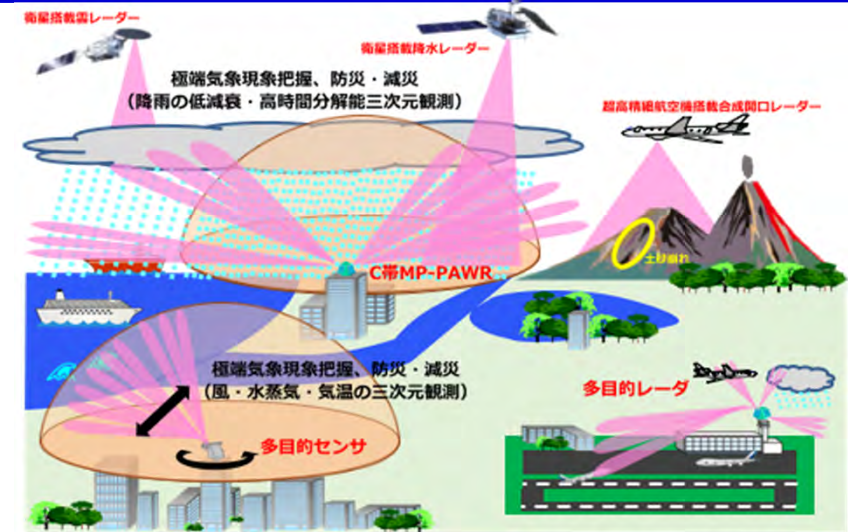 衛星搭載雲レーダー
衛星搭載降水レーダー
極端気象現象把握、防災・減災
(降雨の低減衰・高時間分解能三次元観測)
超高精細航空機搭載合成開口レーダー
土砂崩れ
C帯MP-PAWR
極端気象現象把握、防災・減災
(風・水蒸気・気温の三次元観測)
多目的レーダ
多目的センサ